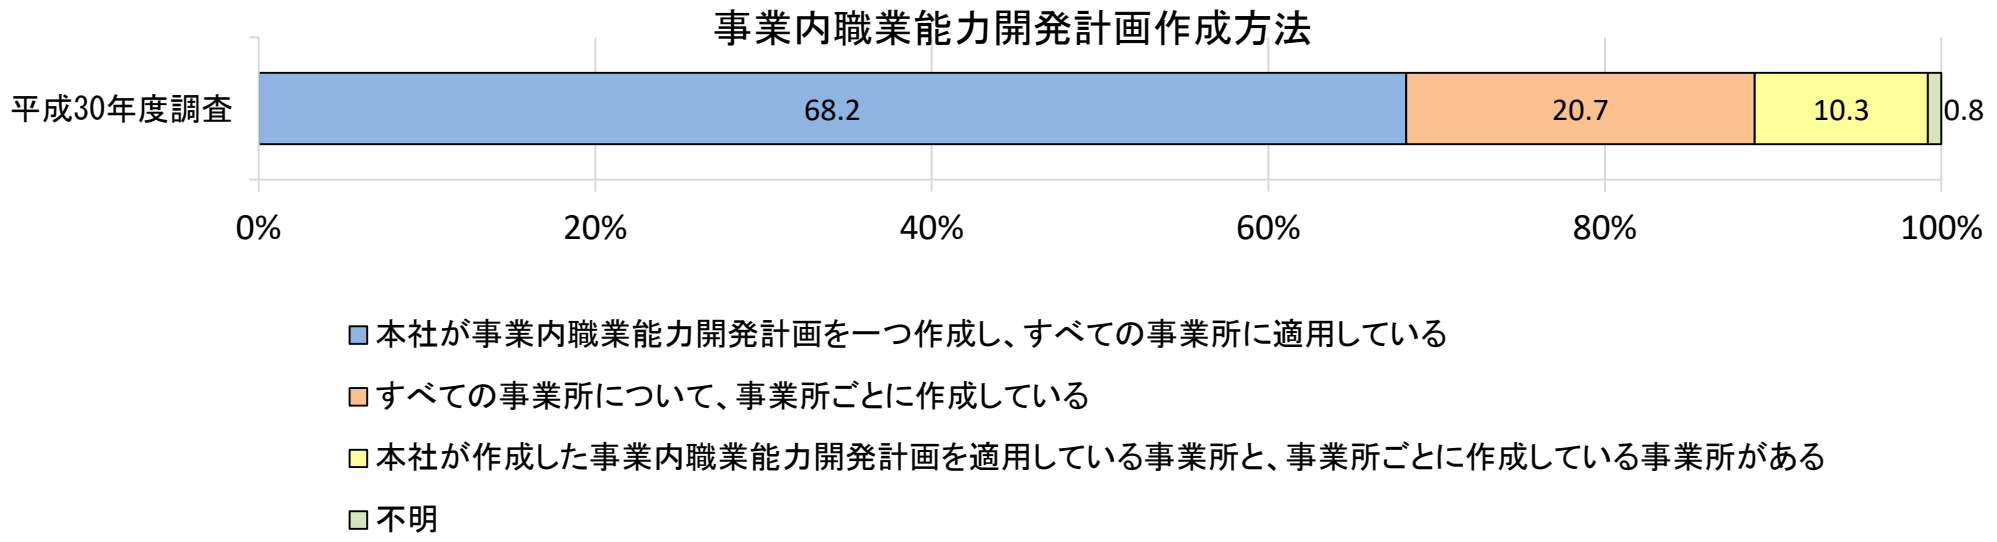 事業内職業能力開発計画作成方法
平成30年度調査
68.2
20.7
10.3
0.8
0%
20%
40%
60%
80%
100%
本社が事業内職業能力開発計画を一つ作成し、すべての事業所に適用している
すべての事業所について、事業所ごとに作成している
本社が作成した事業内職業能力開発計画を適用している事業所と、事業所ごとに作成している事業所がある
不明